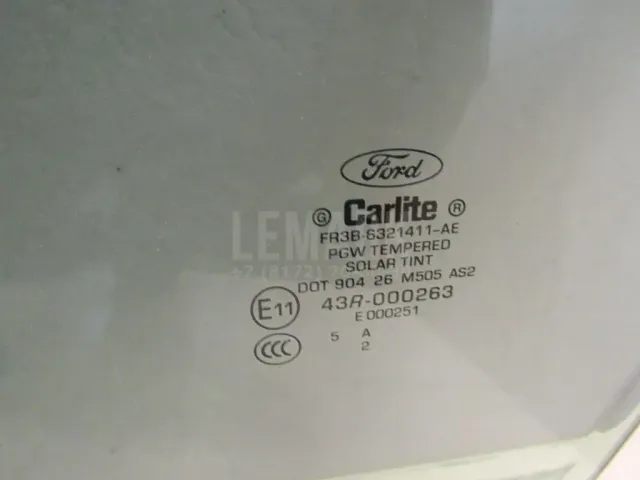 Ford
G Carlite ®
FR3B-6321411-AE
PGW TEMPERED
SOLAR TINT
DOT 904 26 M505 AS2
E11 43R-000263
E000251
CCC 5 A
2